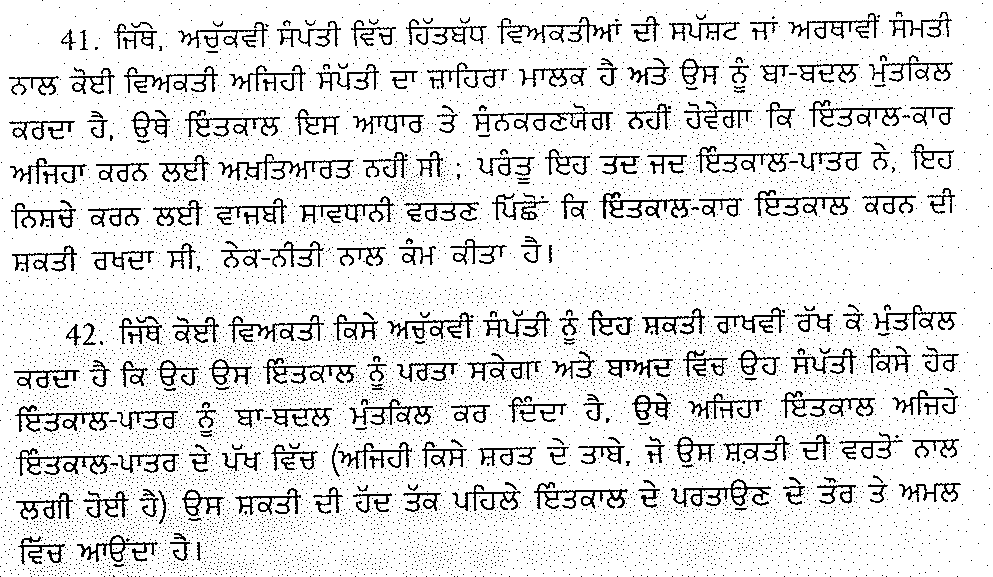 41. ਜਿੱਥੇ, ਅਚੁੱਕਵੀਂ ਸੰਪੱਤੀ ਵਿੱਚ ਹਿੱਤਬੱਧ ਵਿਅਕਤੀਆਂ ਦੀ ਸਪੱਸ਼ਟ ਜਾਂ ਅਰਥਾਵੀਂ ਸੰਮਤੀ
ਨਾਲ ਕੋਈ ਵਿਅਕਤੀ ਅਜਿਹੀ ਸੰਪੱਤੀ ਦਾ ਜ਼ਾਹਿਰਾ ਮਾਲਕ ਹੈ ਅਤੇ ਉਸ ਨੂੰ ਬਾ-ਬਦਲ ਮੁੰਤਕਿਲ
ਕਰਦਾ ਹੈ, ਉਥੇ ਇੰਤਕਾਲ ਇਸ ਆਧਾਰ ਤੇ ਸੁੰਨਕਰਣਯੋਗ ਨਹੀਂ ਹੋਵੇਗਾ ਕਿ ਇੰਤਕਾਲ-ਕਾਰ
ਅਜਿਹਾ ਕਰਨ ਲਈ ਅਖ਼ਤਿਆਰਤ ਨਹੀਂ ਸੀ ; ਪਰੰਤੂ ਇਹ ਤਦ ਜਦ ਇੰਤਕਾਲ-ਪਾਤਰ ਨੇ, ਇਹ
ਨਿਸ਼ਚੇ ਕਰਨ ਲਈ ਵਾਜਬੀ ਸਾਵਧਾਨੀ ਵਰਤਣ ਪਿੱਛੋਂ ਕਿ ਇੰਤਕਾਲ-ਕਾਰ ਇੰਤਕਾਲ ਕਰਨ ਦੀ
ਸ਼ਕਤੀ ਰਖਦਾ ਸੀ, ਨੇਕ-ਨੀਤੀ ਨਾਲ ਕੰਮ ਕੀਤਾ ਹੈ।
42. ਜਿੱਥੇ ਕੋਈ ਵਿਅਕਤੀ ਕਿਸੇ ਅਚੁੱਕਵੀਂ ਸੰਪੱਤੀ ਨੂੰ ਇਹ ਸ਼ਕਤੀ ਰਾਖਵੀਂ ਰੱਖ ਕੇ ਮੁੰਤਕਿਲ
ਕਰਦਾ ਹੈ ਕਿ ਉਹ ਉਸ ਇੰਤਕਾਲ ਨੂੰ ਪਰਤਾ ਸਕੇਗਾ ਅਤੇ ਬਾਅਦ ਵਿੱਚ ਉਹ ਸੰਪੱਤੀ ਕਿਸੇ ਹੋਰ
ਇੰਤਕਾਲ-ਪਾਤਰ ਨੂੰ ਬਾ-ਬਦਲ ਮੁੰਤਕਿਲ ਕਰ ਦਿੰਦਾ ਹੈ, ਉਥੇ ਅਜਿਹਾ ਇੰਤਕਾਲ ਅਜਿਹੇ
ਇੰਤਕਾਲ-ਪਾਤਰ ਦੇ ਪੱਖ ਵਿੱਚ (ਅਜਿਹੀ ਕਿਸੇ ਸ਼ਰਤ ਦੇ ਤਾਬੇ, ਜੋ ਉਸ ਸ਼ਕਤੀ ਦੀ ਵਰਤੋਂ ਨਾਲ
ਲਗੀ ਹੋਈ ਹੈ) ਉਸ ਸ਼ਕਤੀ ਦੀ ਹੱਦ ਤੱਕ ਪਹਿਲੇ ਇੰਤਕਾਲ ਦੇ ਪਰਤਾਉਣ ਦੇ ਤੌਰ ਤੇ ਅਮਲ
ਵਿੱਚ ਆਉਂਦਾ ਹੈ।